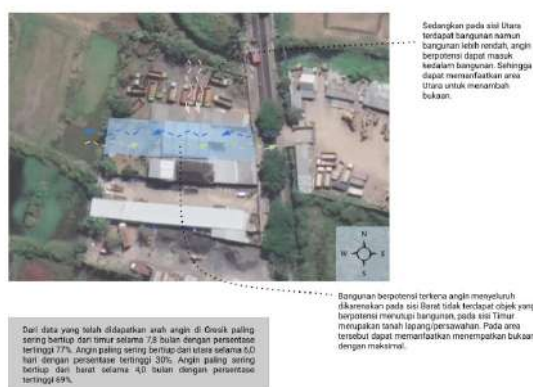 Sedangkan pada sisi Utara
terdapat bangunan namun
bangunan lebih rendah, angin
berpotensi dapat masuk
kedalam bangunan. Sehingga
dapat memanfaatkan area
Utara untuk menambah
bukaan.
N
W E
S
Bangunan berpotensi terkena angin menyeluruh
dikarenakan pada sisi Barat tidak terdapat objek yang
berpotensi menutupi bangunan, pada sisi Timur
merupakan tanah lapang/persawahan. Pada area
tersebut dapat memanfaatkan menempatkan bukaan
dengan maksimal.
Dari data yang telah didapatkan arah angin di Gresik paling
sering bertiup dari timur selama 7,8 bulan dengan persentase
tertinggi 77%. Angin paling sering bertiup dari utara selama 6,0
hari dengan persentase tertinggi 30%. Angin paling sering
bertiup dari barat selama 4,0 bulan dengan persentase
tertinggi 69%.